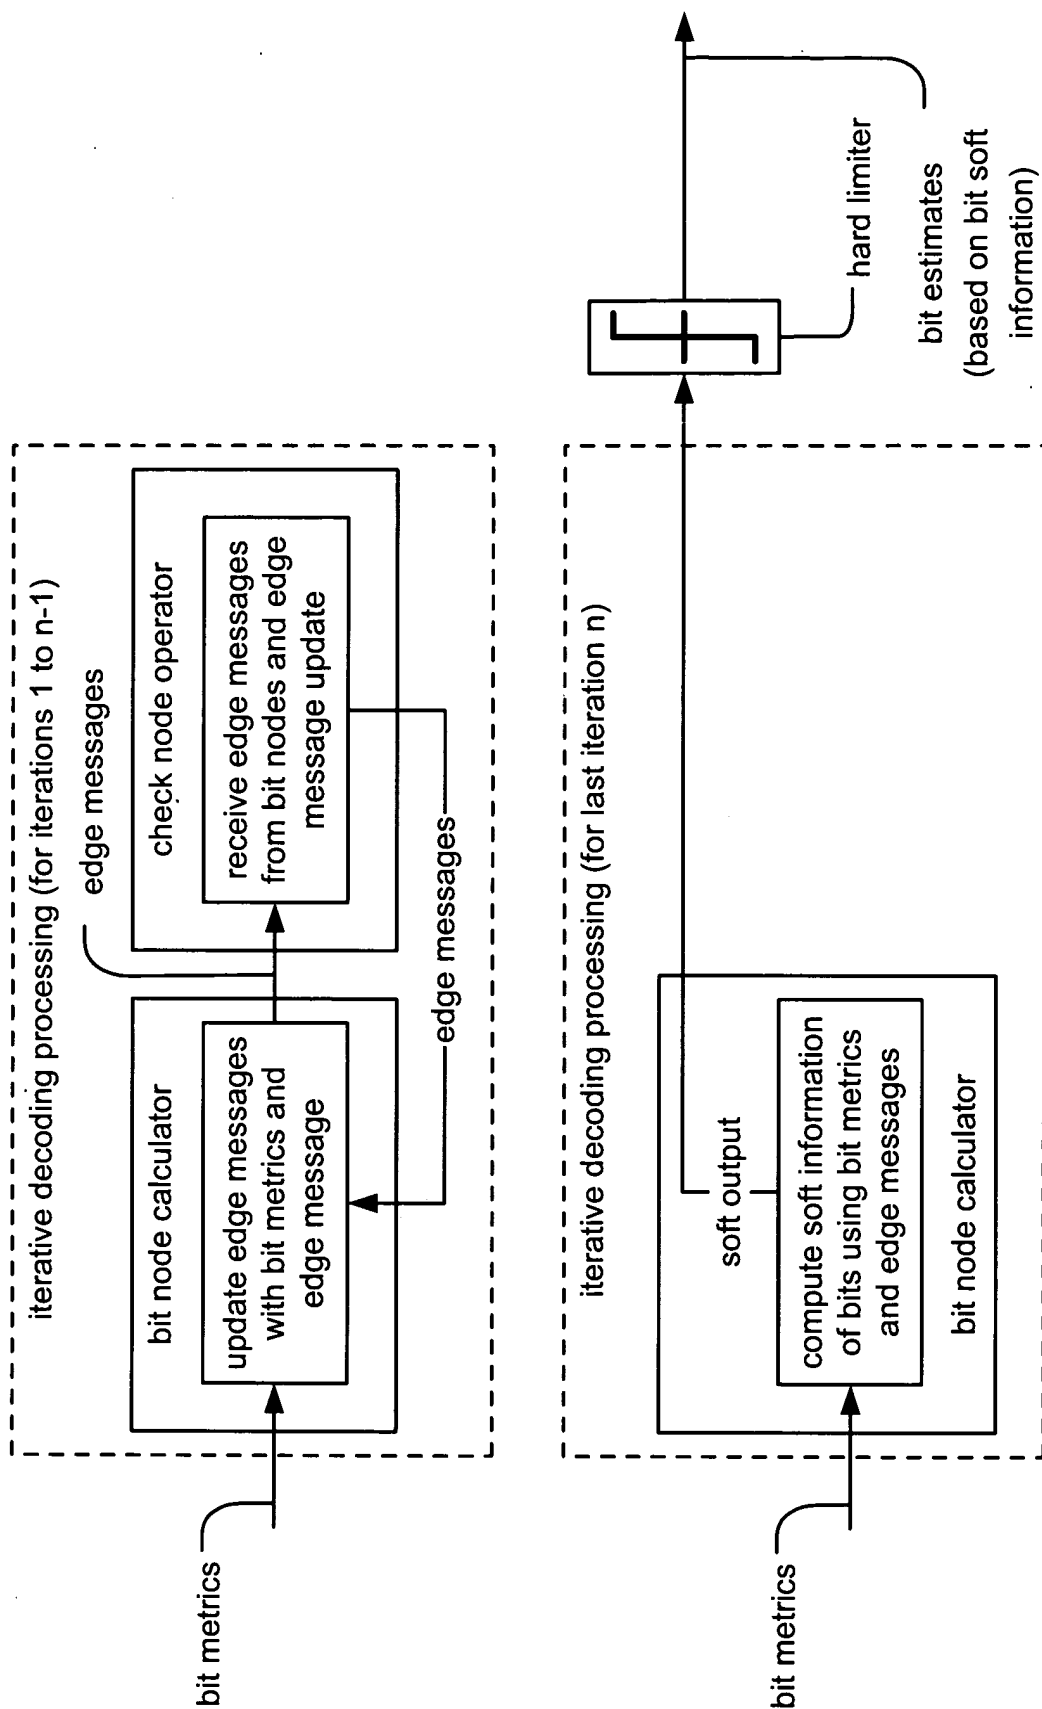 iterative decoding processing (for iterations 1 to n-1)
edge messages
bit node calculator
update edge messages
with bit metrics and
edge message
check node operator
receive edge messages
from bit nodes and edge
message update
edge messages
bit metrics
iterative decoding processing (for last iteration n)
soft output
compute soft information
of bits using bit metrics
and edge messages
bit node calculator
bit metrics
hard limiter
bit estimates
(based on bit soft
information)